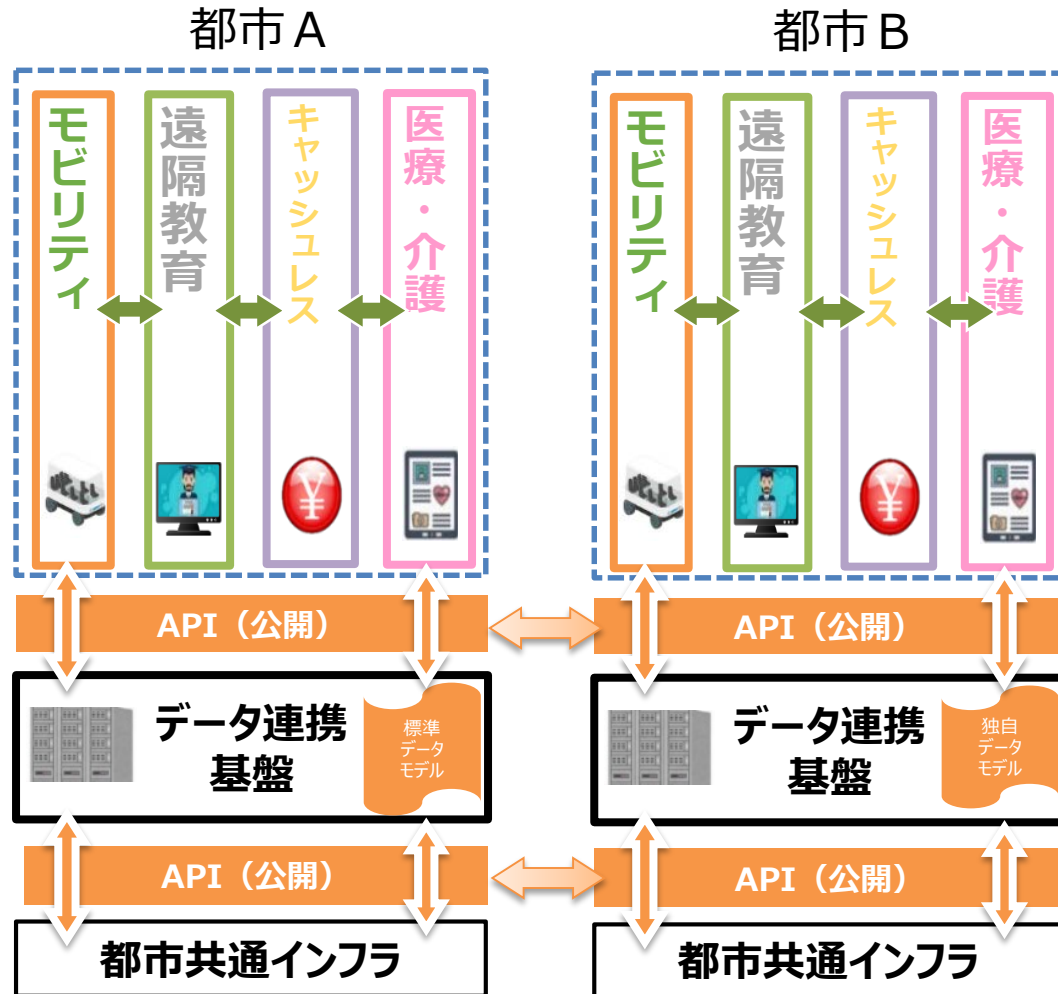 都市A
モビリティ
遠隔教育
キャッシュレス
医療・介護
API（公開）
データ連携
基盤
標準
データ
モデル
API（公開）
都市共通インフラ
都市B
モビリティ
遠隔教育
キャッシュレス
医療・介護
API（公開）
データ連携
基盤
独自
データ
モデル
API（公開）
都市共通インフラ